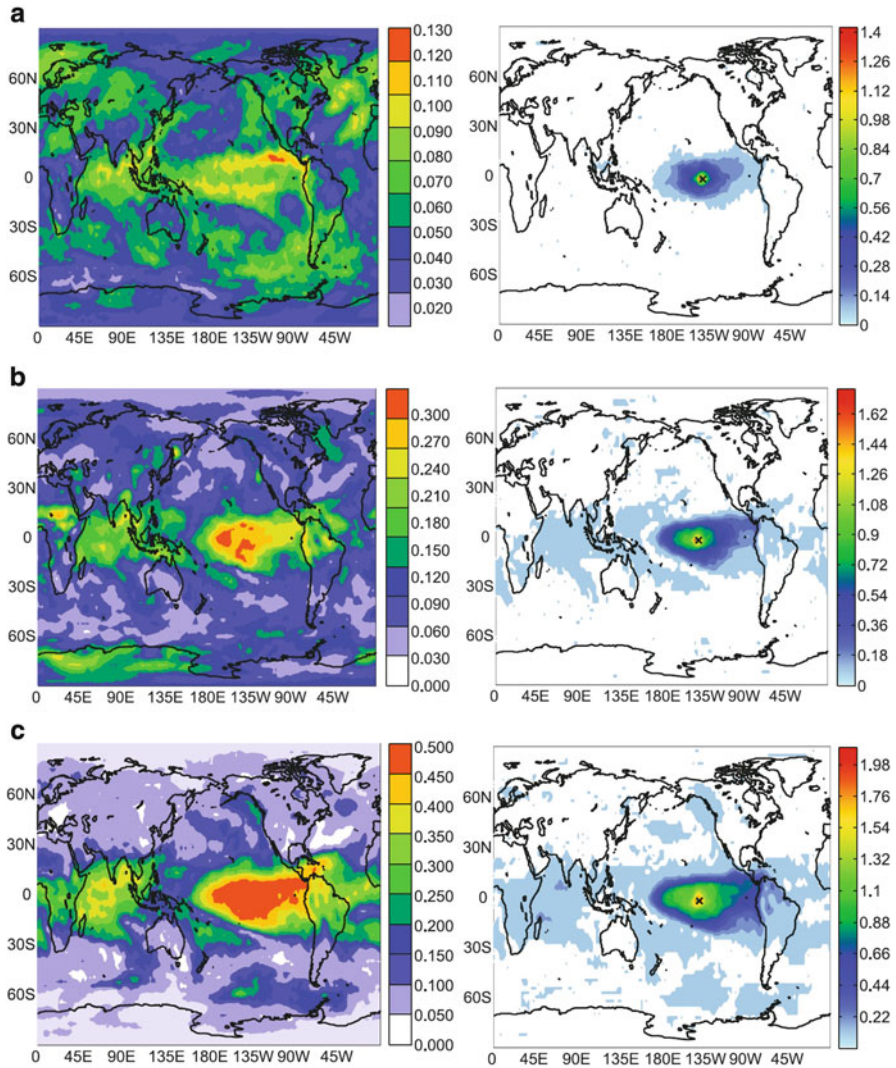 a
0.130
0.110
0.100
0.090
0.080
0.070
0.060
0.050
0.040
0.030
0.020
60N
30N
0
30S
60S
0 45E 90E 135E 180E 135W 90W 45W
1.4
1.26
1.12
0.98
0.84
0.7
0.56
0.42
0.28
0.14
0
60N
30N
0
30S
60S
0 45E 90E 135E 180E 135W 90W 45W
b
0.300
0.270
0.240
0.210
0.180
0.150
0.120
0.090
0.060
0.030
0.000
60N
30N
0
30S
60S
0 45E 90E 135E 180E 135W 90W 45W
1.62
1.44
1.26
1.08
0.9
0.72
0.54
0.36
0.18
0
60N
30N
0
30S
60S
0 45E 90E 135E 180E 135W 90W 45W
c
0.500
0.450
0.400
0.350
0.300
0.250
0.200
0.150
0.100
0.050
0.000
60N
30N
0
30S
60S
0 45E 90E 135E 180E 135W 90W 45W
1.98
1.76
1.54
1.32
1.1
0.88
0.66
0.44
0.22
60N
30N
0
30S
60S
0 45E 90E 135E 180E 135W 90W 45W